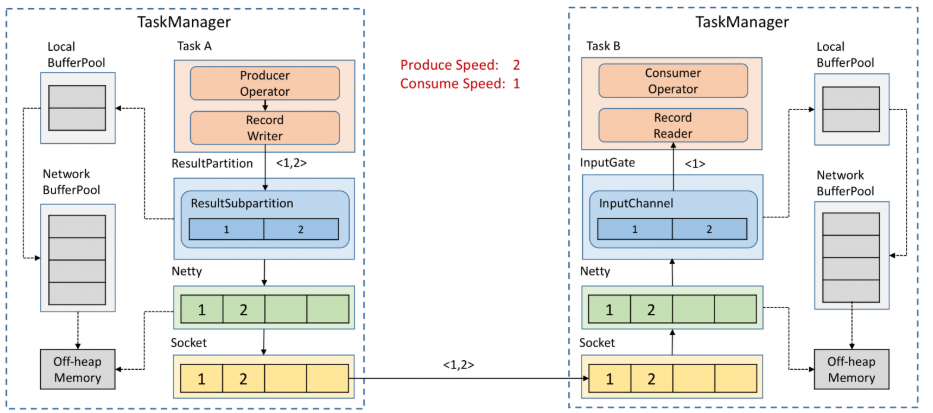 TaskManager
Local
BufferPool
Task A
Producer
Operator
Record
Writer
ResultPartition
<1,2>
Network
BufferPool
ResultSubpartition
1 2
Netty
1 2
Off-heap
Memory
Socket
1 2
Produce Speed: 2
Consume Speed: 1
<1,2>
TaskManager
Task B
Local
BufferPool
Consumer
Operator
Record
Reader
InputGate
<1>
Network
BufferPool
InputChannel
1 2
Netty
1 2
Socket
1 2
Off-heap
Memory